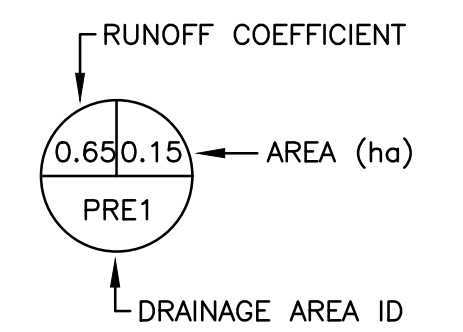 RUNOFF COEFFICIENT
0.65 0.15
AREA (ha)
PRE1
DRAINAGE AREA ID